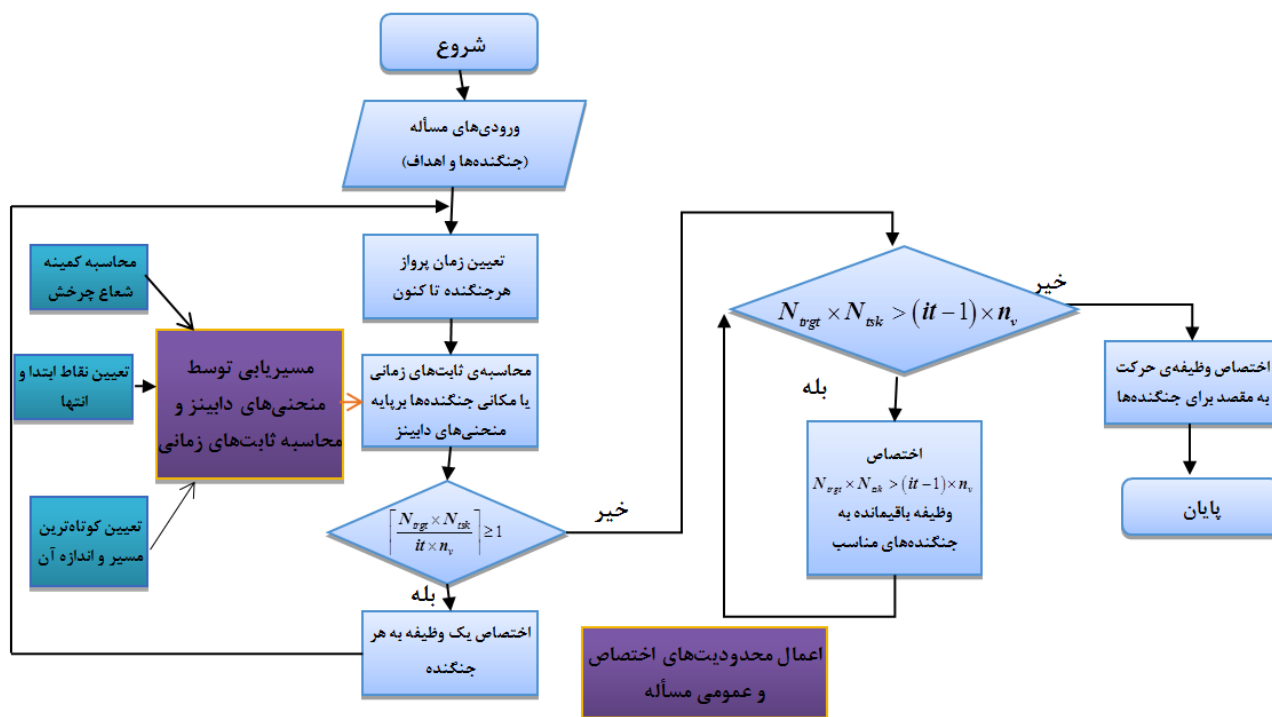 شروع
ورودی‌های مسأله
(جنگنده‌ها و اهداف)
تعیین زمان پرواز
هرجنگنده تا کنون
محاسبه کمینه
شعاع چرخش
تعیین نقاط ابتدا و
انتها
تعیین کوتاه‌ترین
مسیر و اندازه آن
مسیریابی توسط
منحنی‌های دابینز و
محاسبه ثابت‌های زمانی
محاسبه‌ی ثابت‌های زمانی
یا مکانی جنگنده‌ها برپایه
منحنی‌های دابینز
⌈(N_trgt × N_tsk) / (it × n_v)⌉ ≥ 1
خیر
بله
اختصاص یک وظیفه به هر
جنگنده
N_trgt × N_tsk > (it − 1) × n_v
خیر
بله
اختصاص
N_trgt × N_tsk > (it − 1) × n_v
وظیفه باقیمانده به
جنگنده‌های مناسب
اختصاص وظیفه‌ی حرکت
به مقصد برای جنگنده‌ها
پایان
اعمال محدودیت‌های اختصاص
و عمومی مسأله